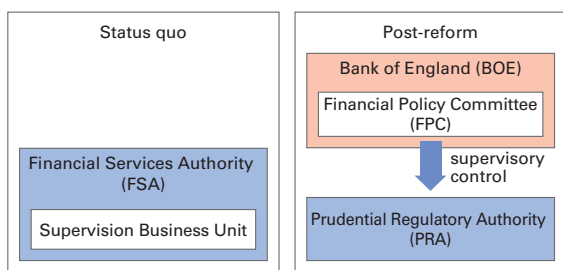 Status quo
Financial Services Authority
(FSA)
Supervision Business Unit
Post-reform
Bank of England (BOE)
Financial Policy Committee
(FPC)
supervisory
control
Prudential Regulatory Authority
(PRA)